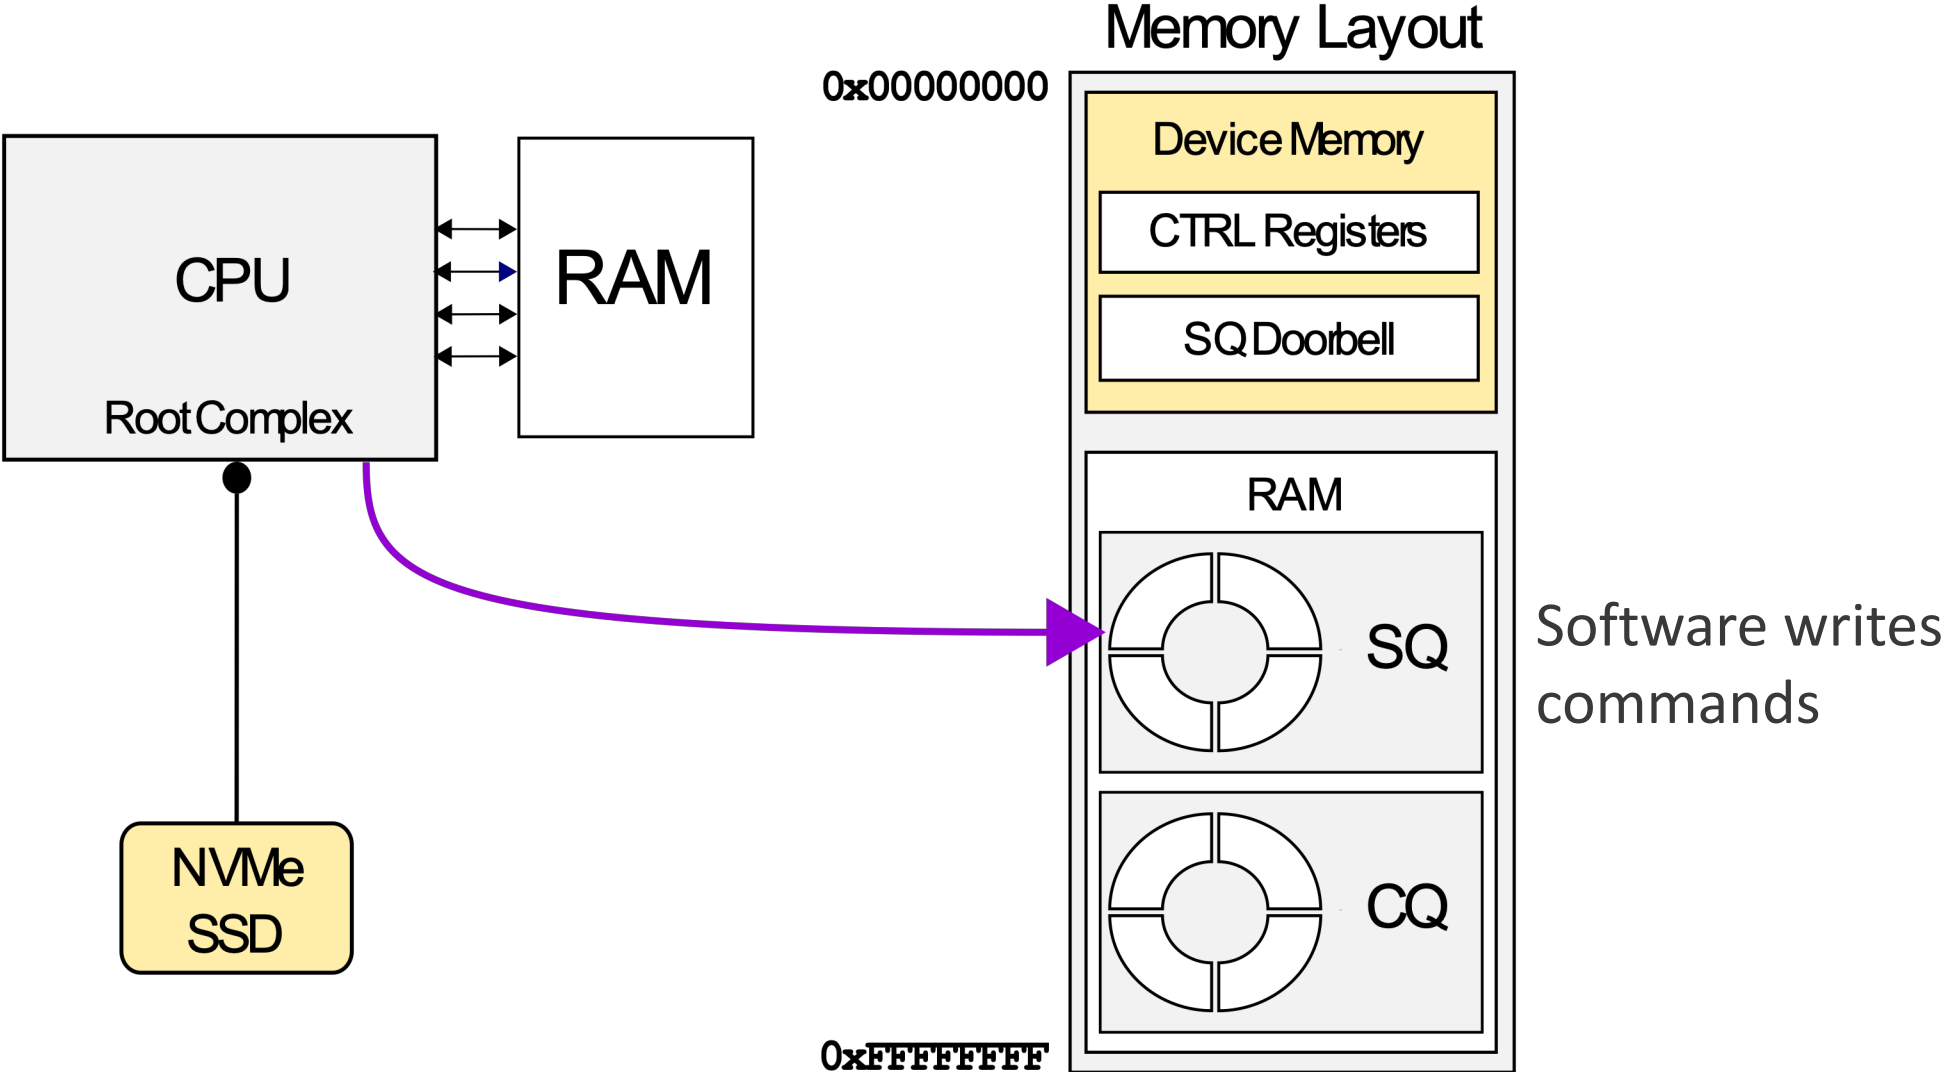 Memory Layout
0x00000000
Device Memory
CTRL Registers
SQ Doorbell
CPU
Root Complex
RAM
RAM
SQ
Software writes
commands
CQ
NVMe
SSD
0xFFFFFFFF